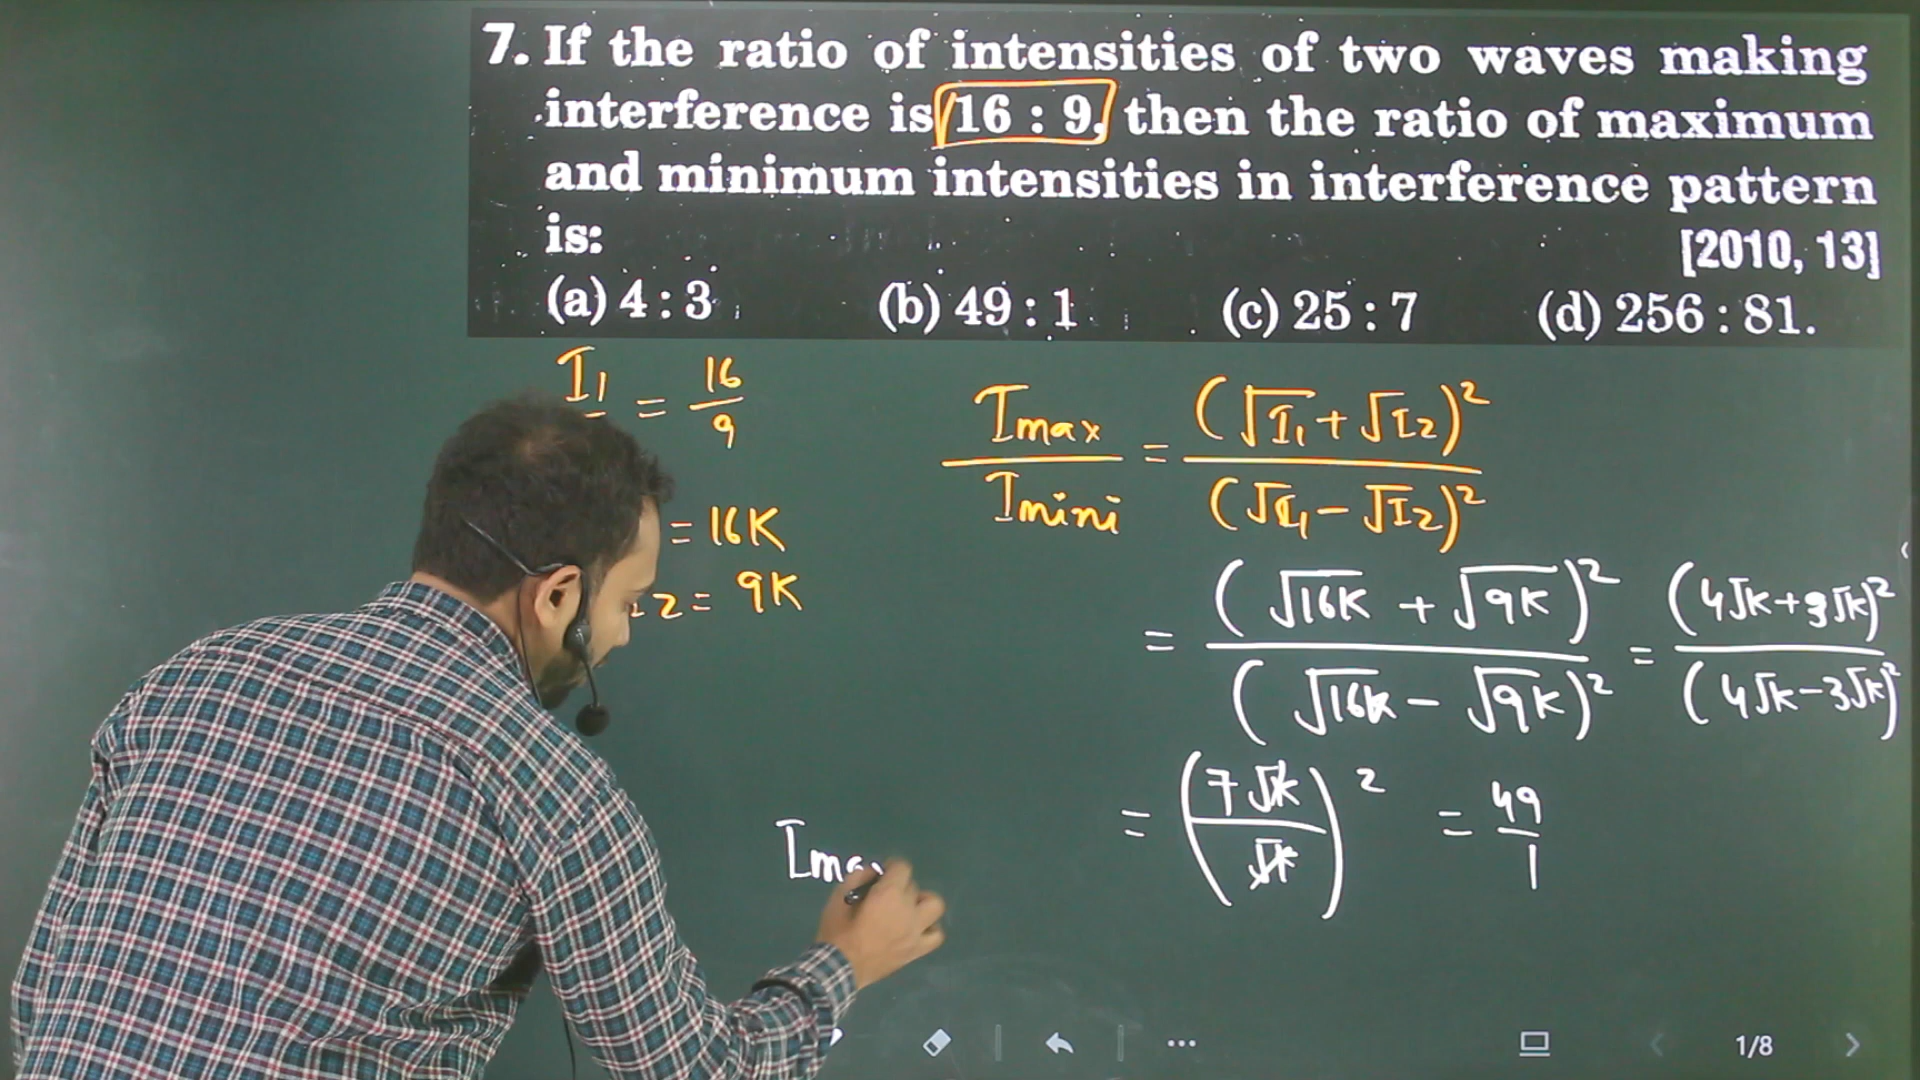 7. If the ratio of intensities of two waves making
interference is 16 : 9, then the ratio of maximum
and minimum intensities in interference pattern
is: [2010, 13]
(a) 4 : 3 (b) 49 : 1 (c) 25 : 7 (d) 256 : 81.
I1 / = 16/9
= 16K
I2 = 9K
Imax/Imini = (√I1 + √I2)²/(√I1 - √I2)²
= (√16K + √9K)²/(√16K - √9K)² = (4√K + 3√K)²/(4√K - 3√K)²
= (7√K/√K)² = 49/1
Imax
1/8